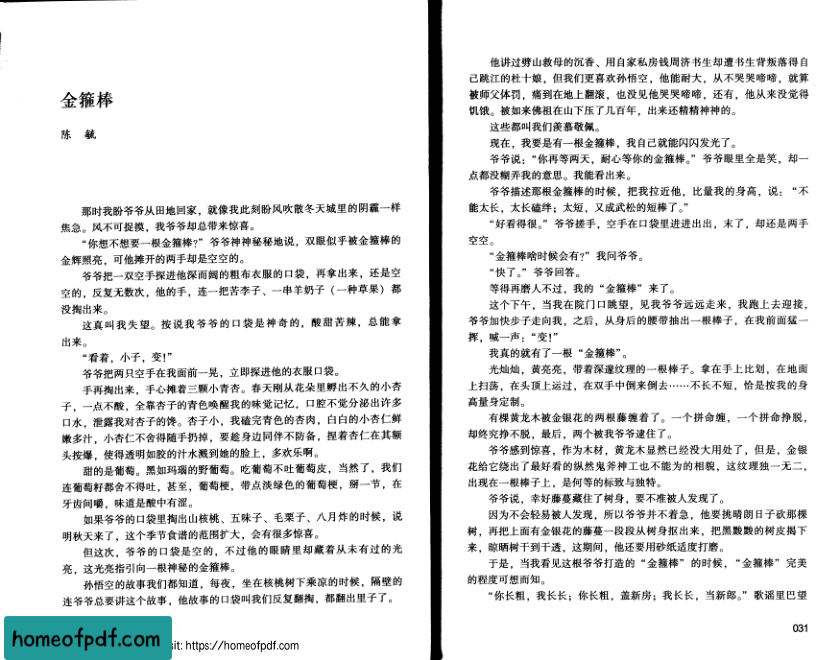 金箍棒
陈 毓
那时我盼爷爷从田地回家，就像我此刻盼风吹散冬天城里的阴霾一样
焦急。风不可捉摸，我爷爷却总带来惊喜。
“你想不想要一根金箍棒？”爷爷神神秘秘地说，双眼似乎被金箍棒的
金辉照亮，可他摊开的两手却是空空的。
爷爷把一双空手探进他深而阔的粗布衣服的口袋，再拿出来，还是空
空的，反复无数次，他的手，连一把苦李子、一串羊奶子（一种草果）都
没掏出来。
这真叫我失望。按说我爷爷的口袋是神奇的，酸甜苦辣，总能拿
出来。
“看着，小子，变！”
爷爷把两只空手在我面前一晃，立即探进他的衣服口袋。
手再掏出来，手心摊着三颗小青杏。春天刚从花朵里孵出不久的小杏
子，一点不酸，全靠杏子的青色唤醒我的味觉记忆，口腔不觉分泌出许多
口水，泄露我对杏子的馋。杏子小，我磕完青色的杏肉，白白的小杏仁鲜
嫩多汁，小杏仁不舍得随手扔掉，要趁身边同伴不防备，捏着杏仁在其额
头按爆，使得透明如胶的汁水溅到她的脸上，多欢乐啊。
甜的是葡萄。黑如玛瑙的野葡萄。吃葡萄不吐葡萄皮，当然了，我们
连葡萄籽都舍不得吐，甚至，葡萄梗，带点淡绿色的葡萄梗，掰一节，在
牙齿间嚼，味道是酸中有涩。
如果爷爷的口袋里掏出山核桃、五味子、毛栗子、八月炸的时候，说
明秋天来了，这个季节食谱的范围扩大，会有很多惊喜。
但这次，爷爷的口袋是空的，不过他的眼睛里却藏着从未有过的光
亮，这光亮指引向一根神秘的金箍棒。
孙悟空的故事我们都知道，每夜，坐在核桃树下乘凉的时候，隔壁的
连爷爷总要讲这个故事，他故事的口袋叫我们反复翻掏，都翻出里子了。
homeofpdf.com
sit: https://homeofpdf.com
他讲过劈山救母的沉香、用自家私房钱周济书生却遭书生背叛落得自
己跳江的杜十娘，但我们更喜欢孙悟空，他能耐大，从不哭哭啼啼，就算
被师父体罚，痛到在地上翻滚，也没见他哭哭啼啼，还有，他从来没觉得
饥饿。被如来佛祖在山下压了几百年，出来还精精神神的。
这些都叫我们羡慕敬佩。
现在，我要是有一根金箍棒，我自己就能闪闪发光了。
爷爷说：“你再等两天，耐心等你的金箍棒。”爷爷眼里全是笑，却一
点都没糊弄我的意思。我能看出来。
爷爷描述那根金箍棒的时候，把我拉近他，比量我的身高，说：“不
能太长，太长磕绊；太短，又成武松的短棒了。”
“好看得很。”爷爷搓手，空手在口袋里进进出出，末了，却还是两手
空空。
“金箍棒啥时候会有？”我问爷爷。
“快了。”爷爷回答。
等得再磨人不过，我的“金箍棒”来了。
这个下午，当我在院门口眺望，见我爷爷远远走来，我跑上去迎接，
爷爷加快步子走向我，之后，从身后的腰带抽出一根棒子，在我前面猛一
挥，喊一声：“变！”
我真的就有了一根“金箍棒”。
光灿灿，黄亮亮，带着深邃纹理的一根棒子。拿在手上比划，在地面
上扫荡，在头顶上运过，在双手中倒来倒去……不长不短，恰是按我的身
高量身定制。
有棵黄龙木被金银花的两根藤缠着了。一个拼命缠，一个拼命挣脱，
却终究挣不脱，最后，两个被我爷爷逮住了。
爷爷感到惊喜，作为木材，黄龙木显然已经没大用处了，但是，金银
花给它绕出了最好看的纵然鬼斧神工也不能为的相貌，这纹理独一无二，
出现在一根棒子上，是何等的标致与独特。
爷爷说，幸好藤蔓藏住了树身，要不准被人发现了。
因为不会轻易被人发现，所以爷爷并不着急，他要挑晴朗日子砍那棵
树，再把上面有金银花的藤蔓一段段从树身抠出来，把黑黢黢的树皮揭下
来，晾晒树干到干透，这期间，他还要用砂纸适度打磨。
于是，当我看见这根爷爷打造的“金箍棒”的时候，“金箍棒”完美
的程度可想而知。
“你长粗，我长长；你长粗，盖新房；我长长，当新郎。”歌谣里巴望
031